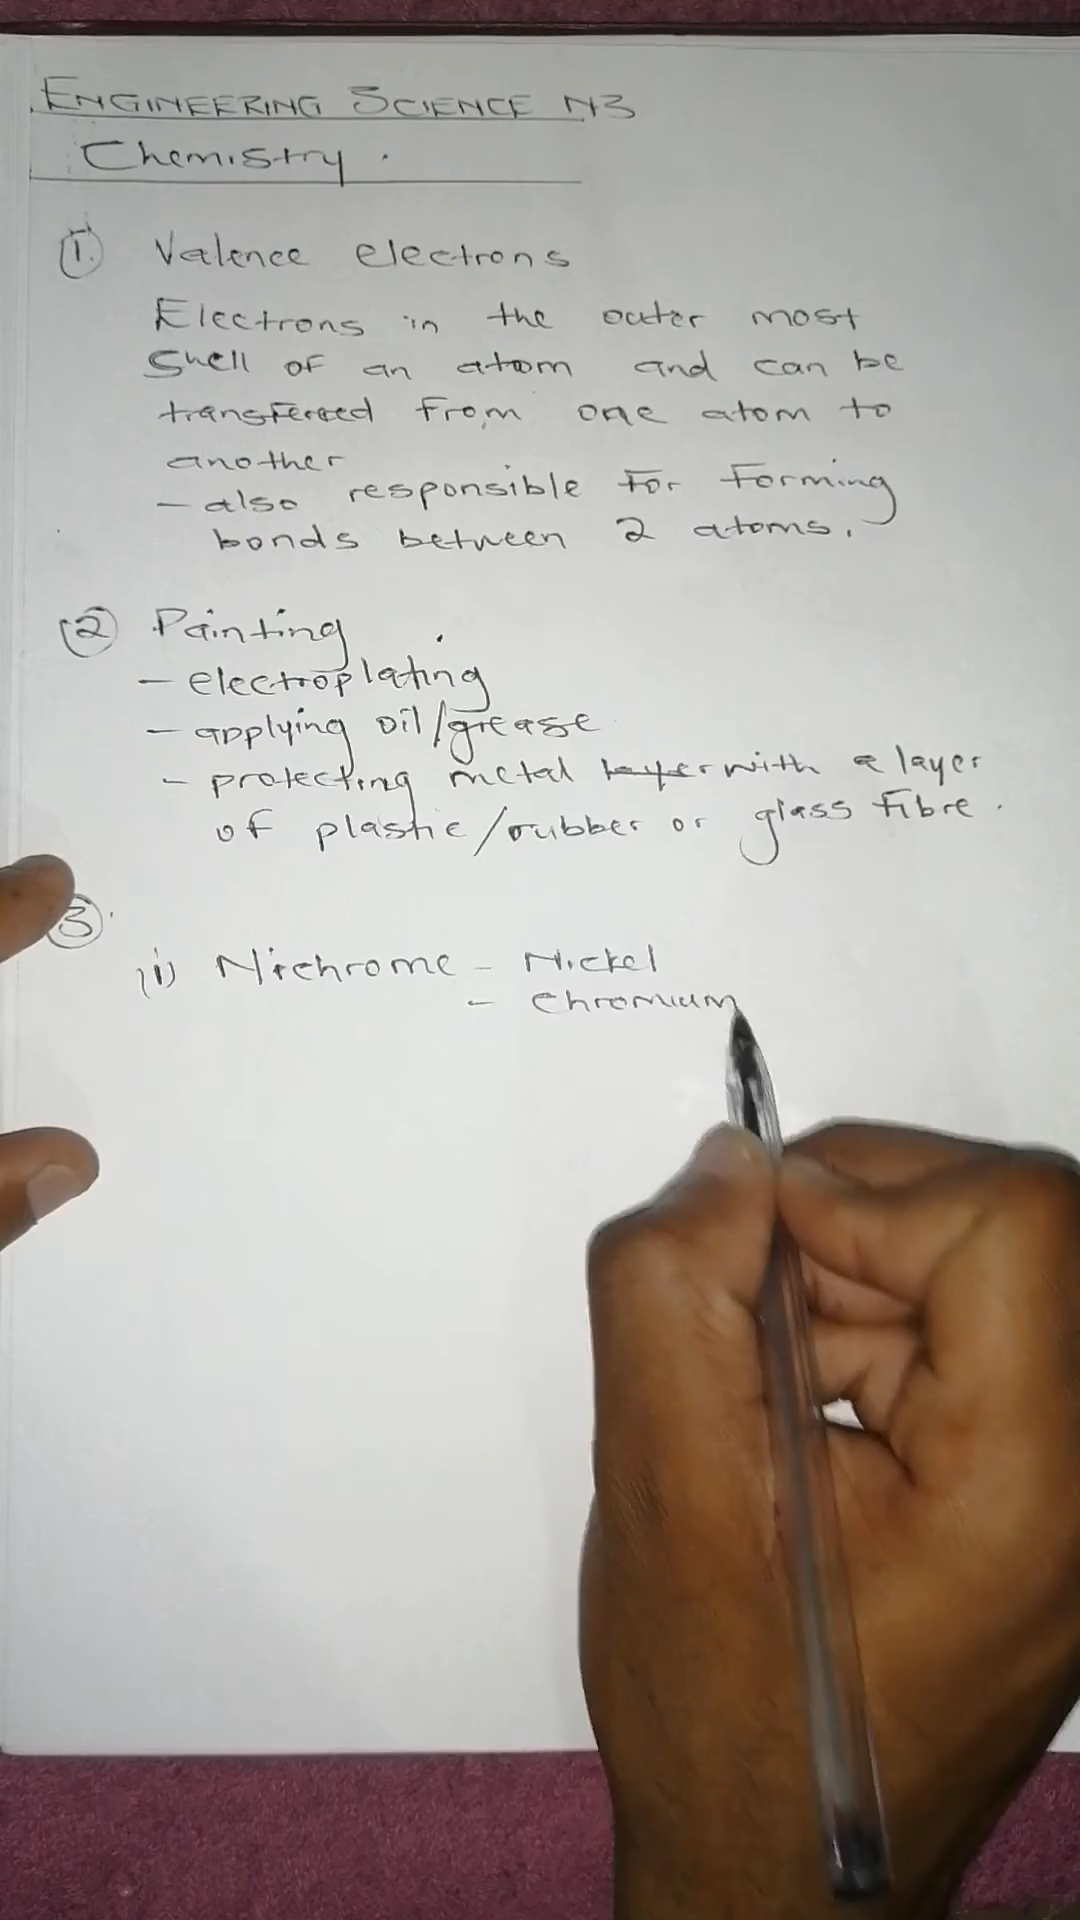 ENGINEERING SCIENCE N3
Chemistry.
1. Valence electrons
Electrons in the outer most
shell of an atom and can be
transferred from one atom to
another
- also responsible for forming
bonds between 2 atoms.
(2) Painting
- electroplating
- applying oil/grease
- protecting metal layer with a layer
of plastic/rubber or glass fibre.
3.
(i) Nichrome - Nickel
- Chromium